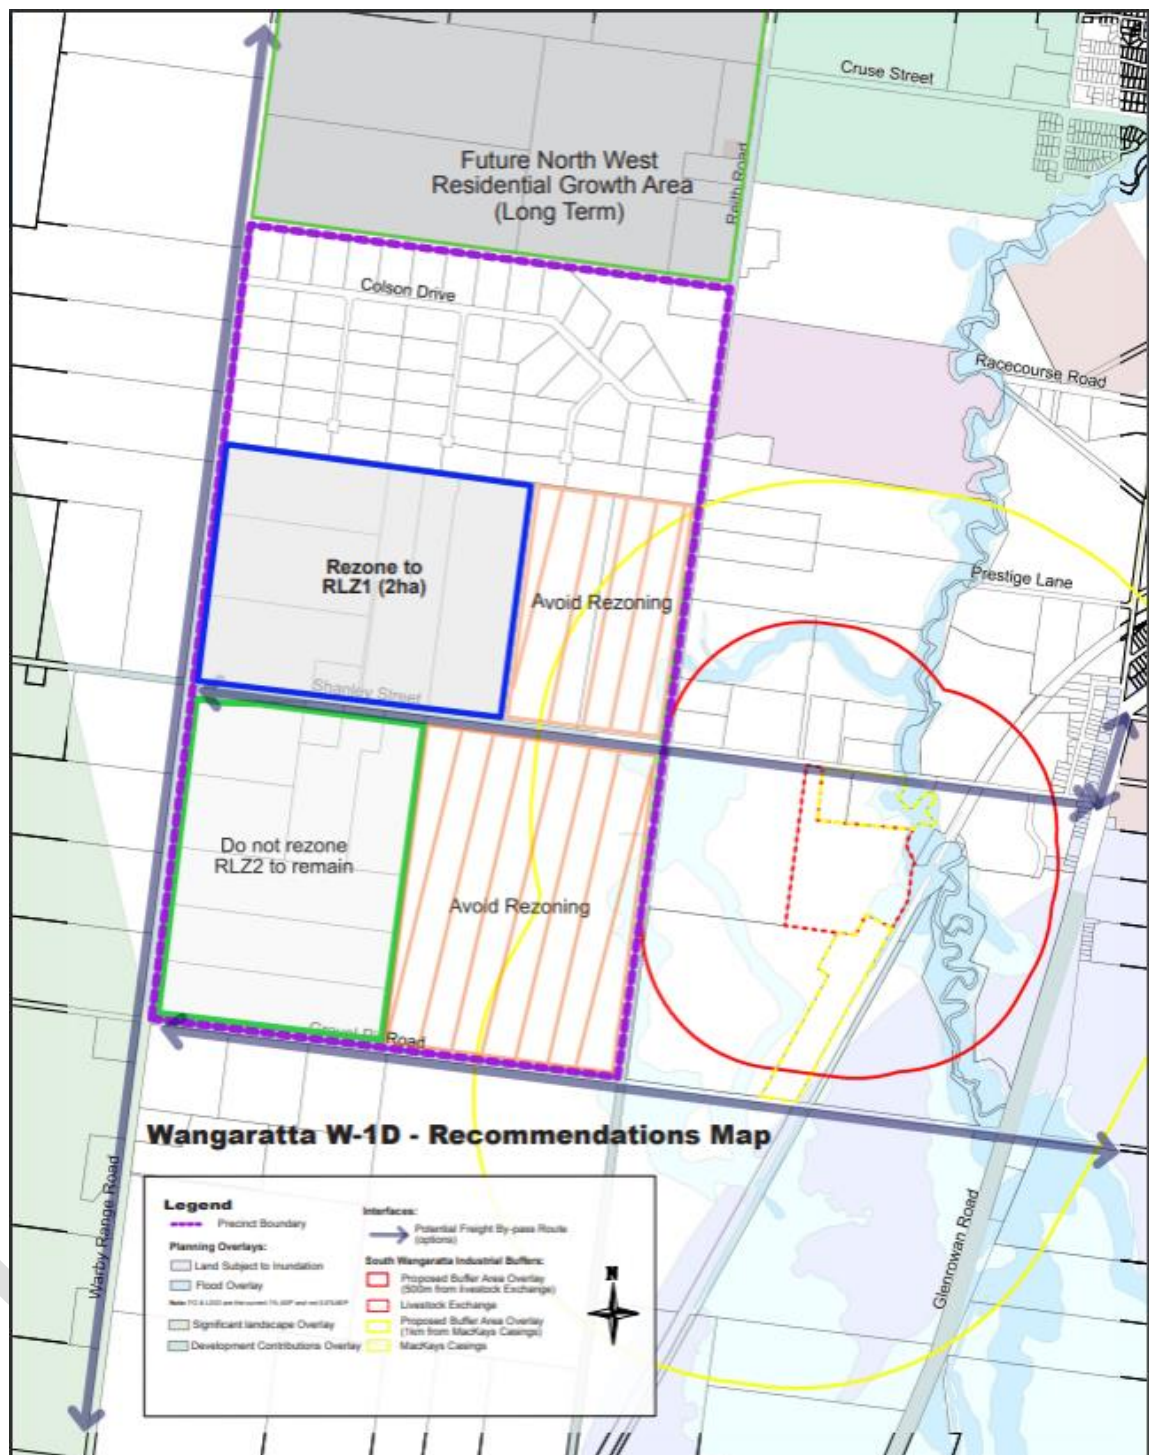 Cruse Street
Future North West
Residential Growth Area
(Long Term)
Reith Road
Colson Drive
Racecourse Road
Rezone to
RLZ1 (2ha)
Avoid Rezoning
Prestige Lane
Shanley Street
Do not rezone
RLZ2 to remain
Avoid Rezoning
Gravel Pit Road
Wangaratta W-1D - Recommendations Map
Warby Range Road
Glenrowan Road
Legend
Precinct Boundary
Planning Overlays:
Land Subject to Inundation
Flood Overlay
Significant landscape Overlay
Development Contributions Overlay
Interfaces:
Potential Freight By-pass Route
(options)
South Wangaratta Industrial Buffers:
Proposed Buffer Area Overlay
(500m from livestock Exchange)
Livestock Exchange
Proposed Buffer Area Overlay
(1km from MacKays Casings)
MacKays Casings
N